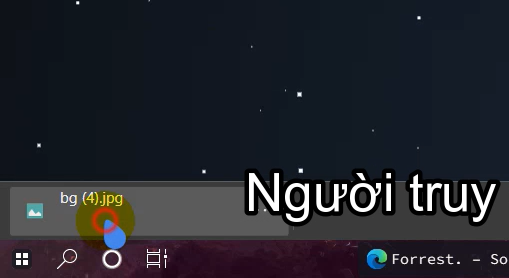 bg (4).jpg
Người truy
Forrest. - So